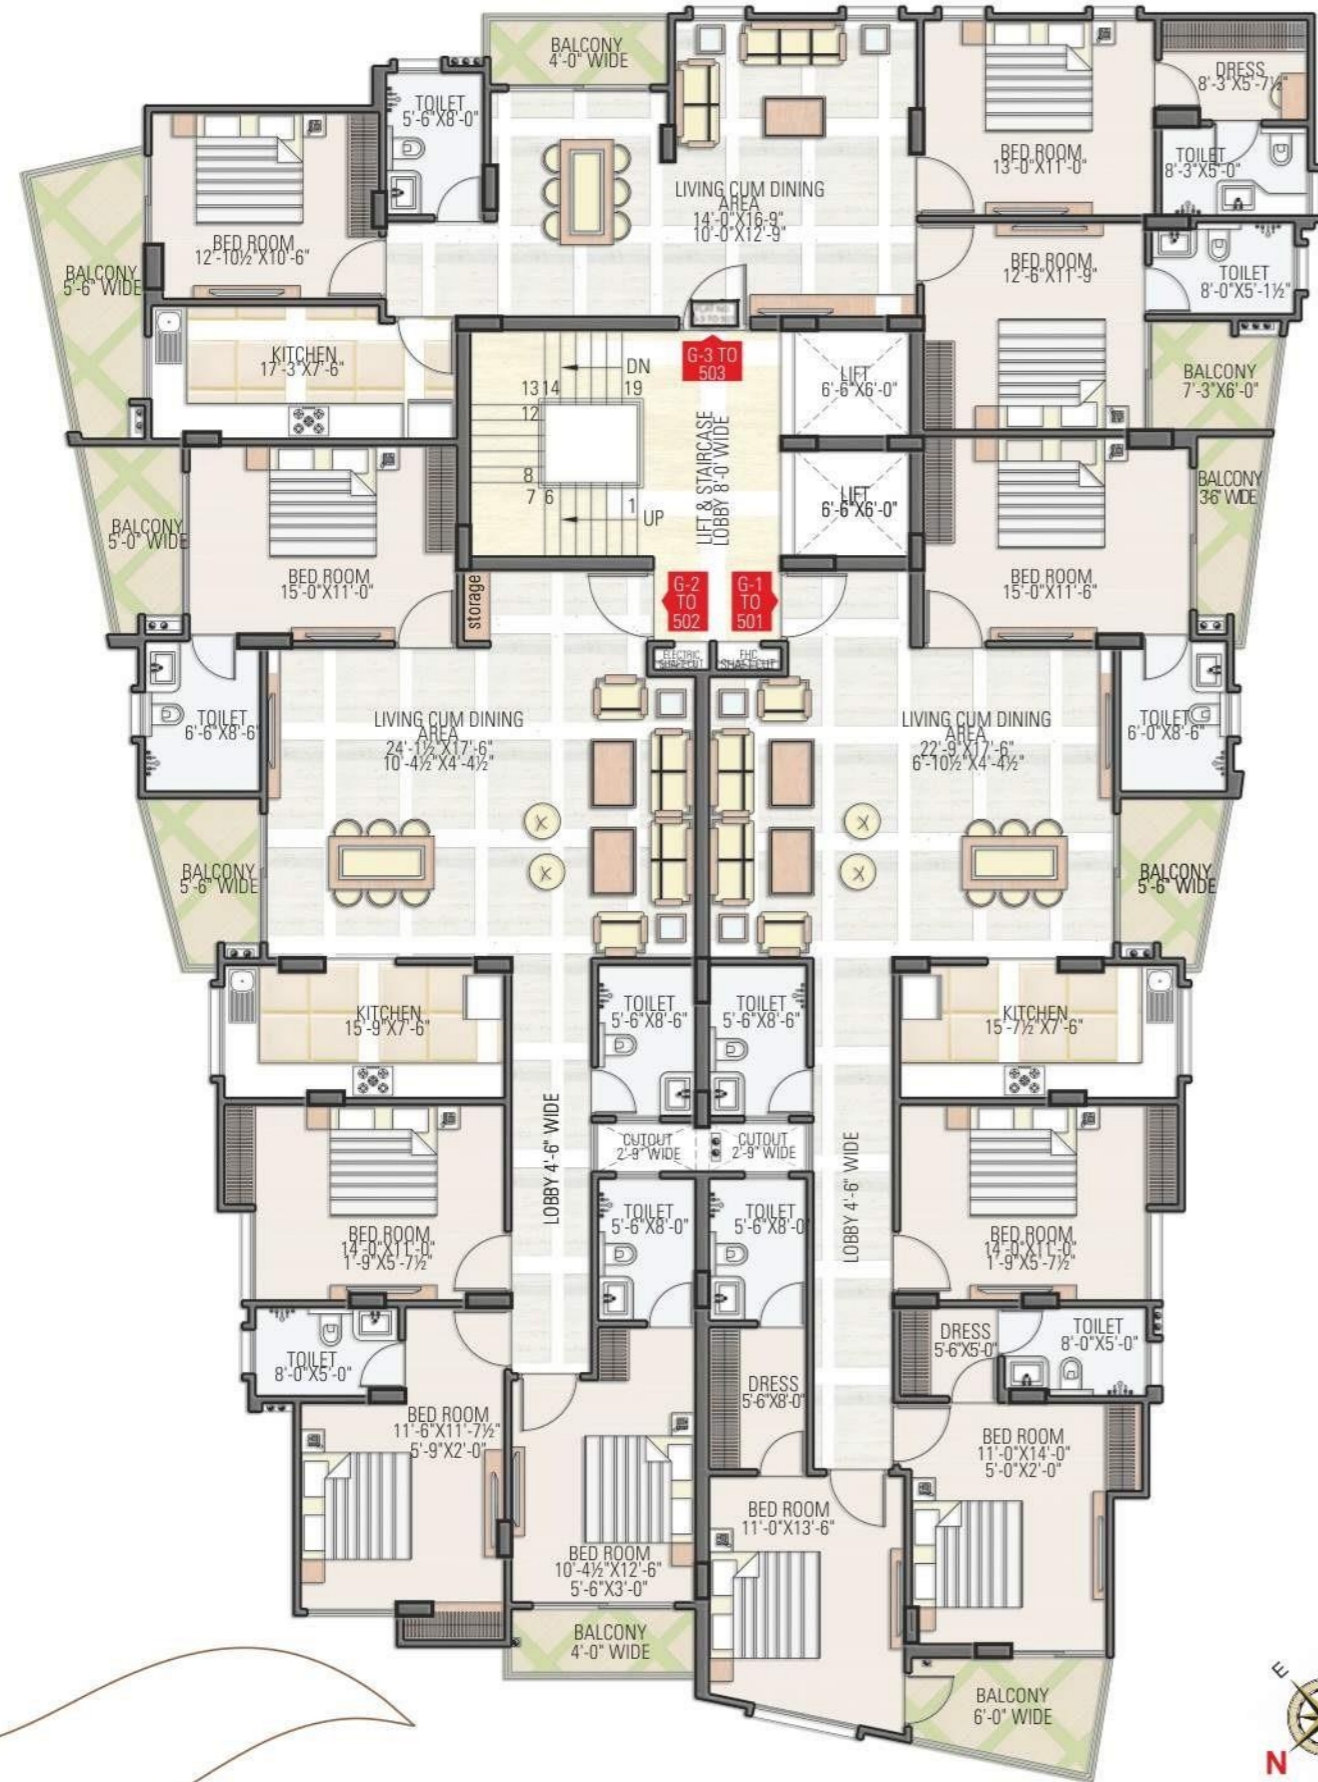 BALCONY
4'-0" WIDE
TOILET
5'-6"X8'-0"
DRESS
8'-3"X5'-7½"
BED ROOM
13'-0"X11'-0"
TOILET
8'-3"X5'-0"
LIVING CUM DINING
AREA
14'-0"X16'-9"
10'-0"X12'-9"
BED ROOM
12'-10½"X10'-6"
BALCONY
5'-6" WIDE
BED ROOM
12'-6"X11'-9"
TOILET
8'-0"X5'-1½"
KITCHEN
17'-3"X7'-6"
G-3 TO
503
DN
13 14
19
12
8
7 6
1
UP
LIFT & STAIRCASE
LOBBY 8'-0" WIDE
LIFT
6'-6"X6'-0"
BALCONY
7'-3"X6'-0"
LIFT
6'-6"X6'-0"
BALCONY
3'6" WIDE
BALCONY
5'-0" WIDE
BED ROOM
15'-0"X11'-0"
storage
G-2
TO
502
G-1
TO
501
BED ROOM
15'-0"X11'-6"
ELECTRIC
SHAFT CUT
FHC
SHAFT CUT
TOILET
6'-6"X8'-6"
LIVING CUM DINING
AREA
24'-1½"X17'-6"
10'-4½"X4'-4½"
LIVING CUM DINING
AREA
22'-9"X17'-6"
6'-10½"X4'-4½"
TOILET
6'-0"X8'-6"
BALCONY
5'-6" WIDE
BALCONY
5'-6" WIDE
KITCHEN
15'-9"X7'-6"
TOILET
5'-6"X8'-6"
TOILET
5'-6"X8'-6"
KITCHEN
15'-7½"X7'-6"
LOBBY 4'-6" WIDE
CUTOUT
2'-9" WIDE
CUTOUT
2'-9" WIDE
LOBBY 4'-6" WIDE
BED ROOM
14'-0"X11'-0"
1'-9"X5'-7½"
TOILET
5'-6"X8'-0"
TOILET
5'-6"X8'-0"
BED ROOM
14'-0"X11'-0"
1'-9"X5'-7½"
TOILET
8'-0"X5'-0"
DRESS
5'-6"X5'-0"
TOILET
8'-0"X5'-0"
DRESS
5'-6"X8'-0"
BED ROOM
11'-6"X11'-7½"
5'-9"X2'-0"
BED ROOM
11'-0"X14'-0"
5'-0"X2'-0"
BED ROOM
11'-0"X13'-6"
BED ROOM
10'-4½"X12'-6"
5'-6"X3'-0"
BALCONY
4'-0" WIDE
BALCONY
6'-0" WIDE
E
N